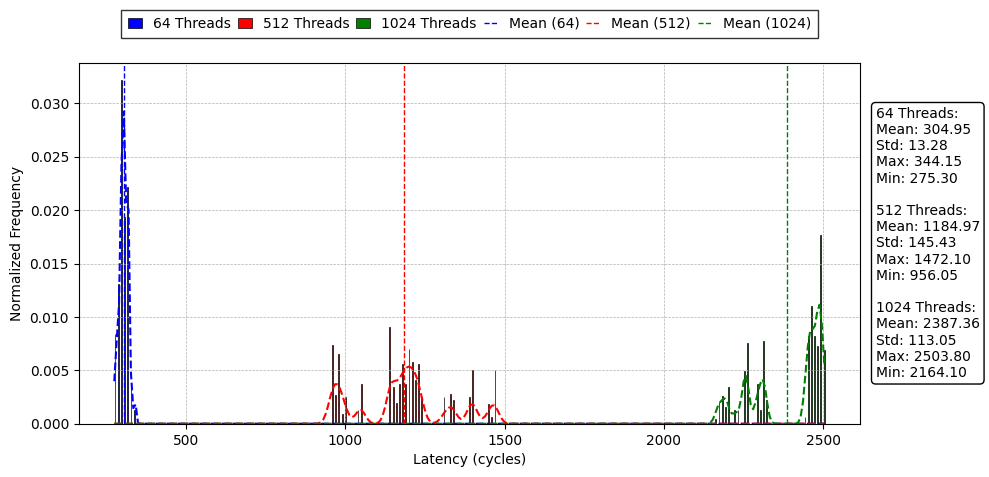 64 Threads 512 Threads 1024 Threads Mean (64) Mean (512) Mean (1024)
0.030
0.025
0.020
0.015
0.010
0.005
0.000
Normalized Frequency
500 1000 1500 2000 2500
Latency (cycles)
64 Threads:
Mean: 304.95
Std: 13.28
Max: 344.15
Min: 275.30
512 Threads:
Mean: 1184.97
Std: 145.43
Max: 1472.10
Min: 956.05
1024 Threads:
Mean: 2387.36
Std: 113.05
Max: 2503.80
Min: 2164.10